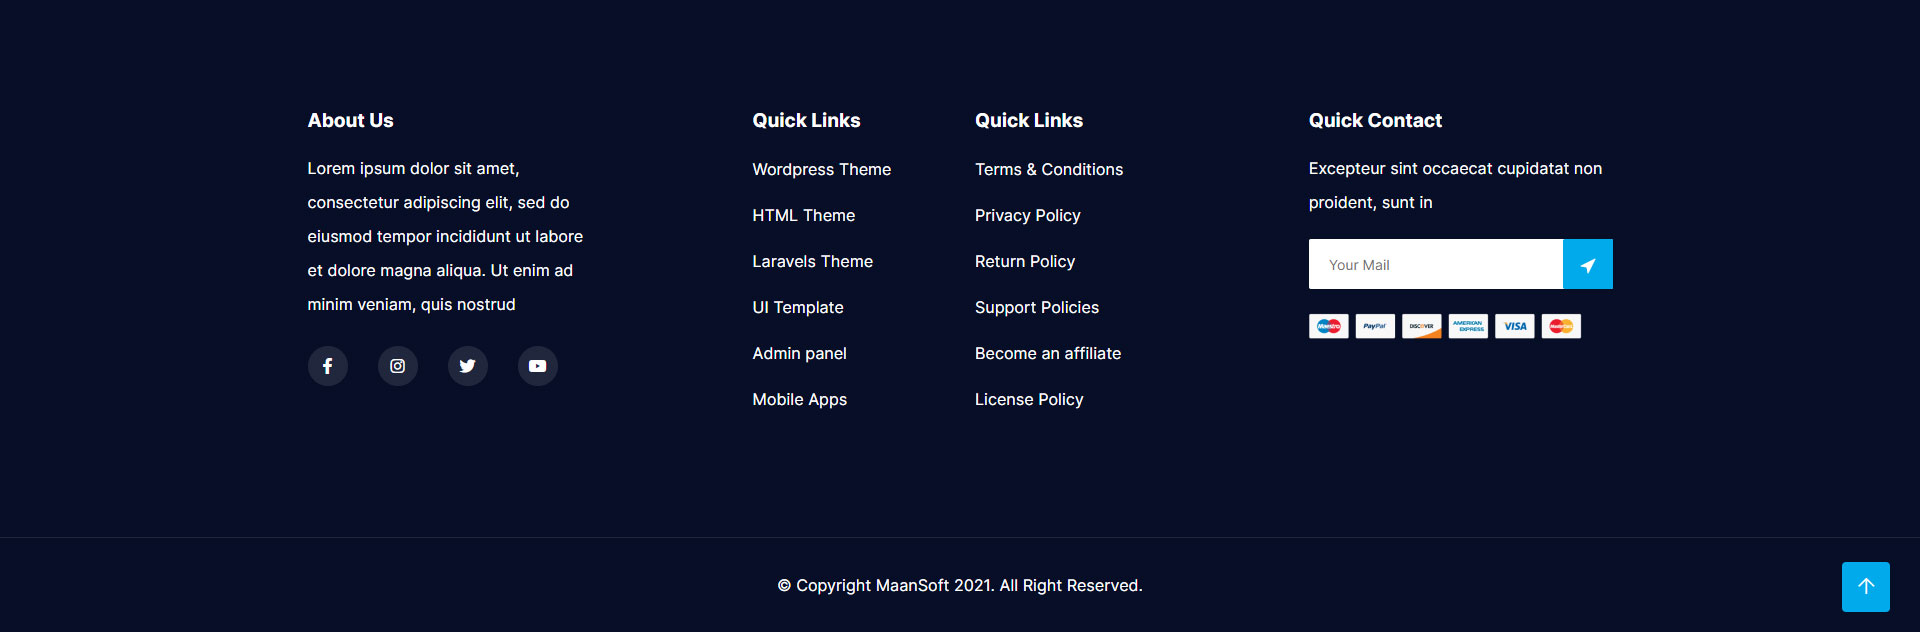 About Us
Lorem ipsum dolor sit amet,
consectetur adipiscing elit, sed do
eiusmod tempor incididunt ut labore
et dolore magna aliqua. Ut enim ad
minim veniam, quis nostrud
Quick Links
Wordpress Theme
HTML Theme
Laravels Theme
UI Template
Admin panel
Mobile Apps
Quick Links
Terms & Conditions
Privacy Policy
Return Policy
Support Policies
Become an affiliate
License Policy
Quick Contact
Excepteur sint occaecat cupidatat non
proident, sunt in
Your Mail
Maestro
PayPal
DISCOVER
AMERICAN
EXPRESS
VISA
MasterCard
© Copyright MaanSoft 2021. All Right Reserved.